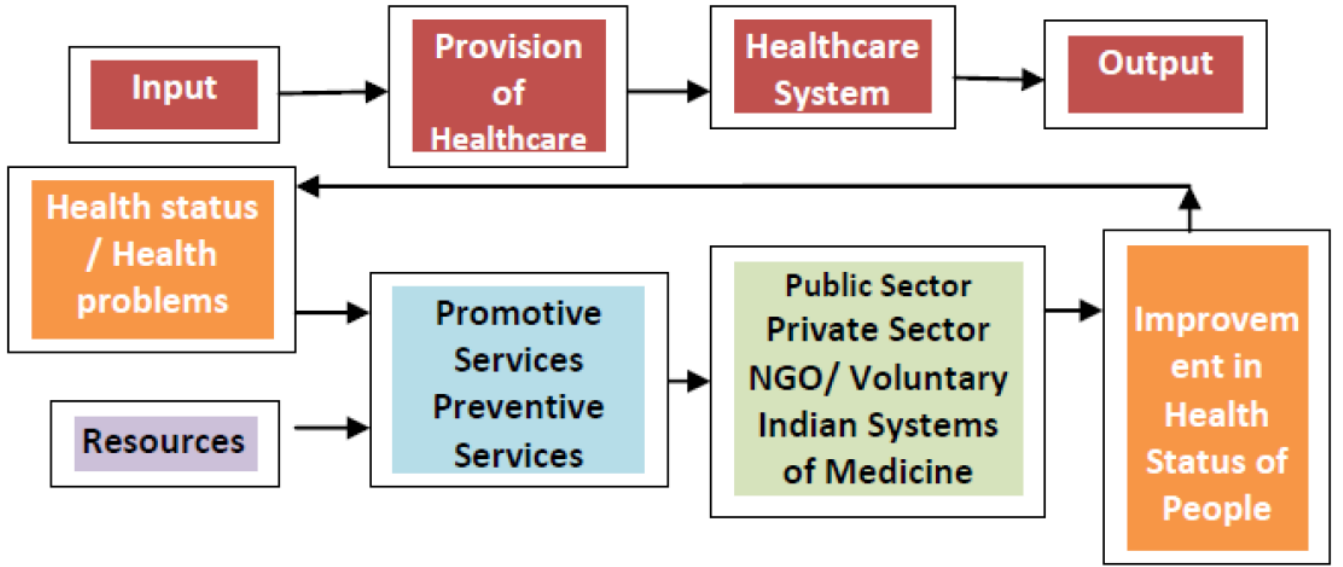 Input
Provision
of
Healthcare
Healthcare
System
Output
Health status
/ Health
problems
Resources
Promotive
Services
Preventive
Services
Public Sector
Private Sector
NGO/ Voluntary
Indian Systems
of Medicine
Improvem
ent in
Health
Status of
People